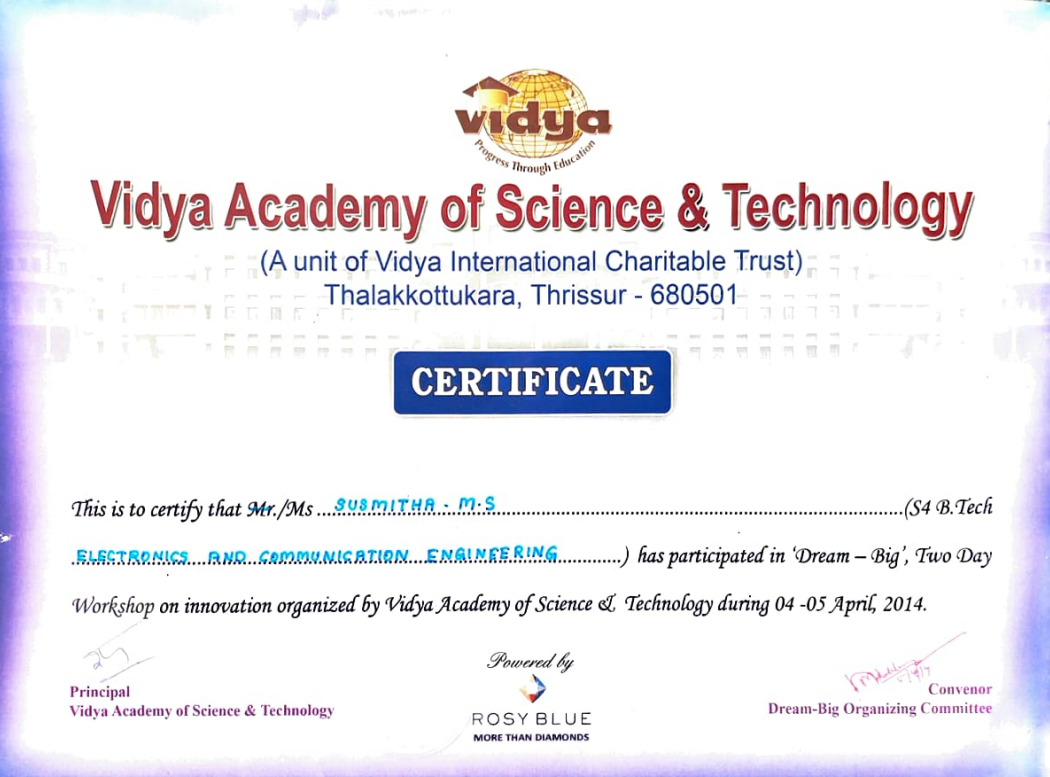 vidya
Progress Through Education
Vidya Academy of Science & Technology
(A unit of Vidya International Charitable Trust)
Thalakkottukara, Thrissur - 680501
CERTIFICATE
This is to certify that Mr./Ms ...SUSMITHA - M.S..........(S4 B.Tech
ELECTRONICS AND COMMUNICATION ENGINEERING..........) has participated in 'Dream – Big', Two Day
Workshop on innovation organized by Vidya Academy of Science & Technology during 04 -05 April, 2014.
Powered by
Principal
Vidya Academy of Science & Technology
ROSY BLUE
MORE THAN DIAMONDS
Convenor
Dream-Big Organizing Committee